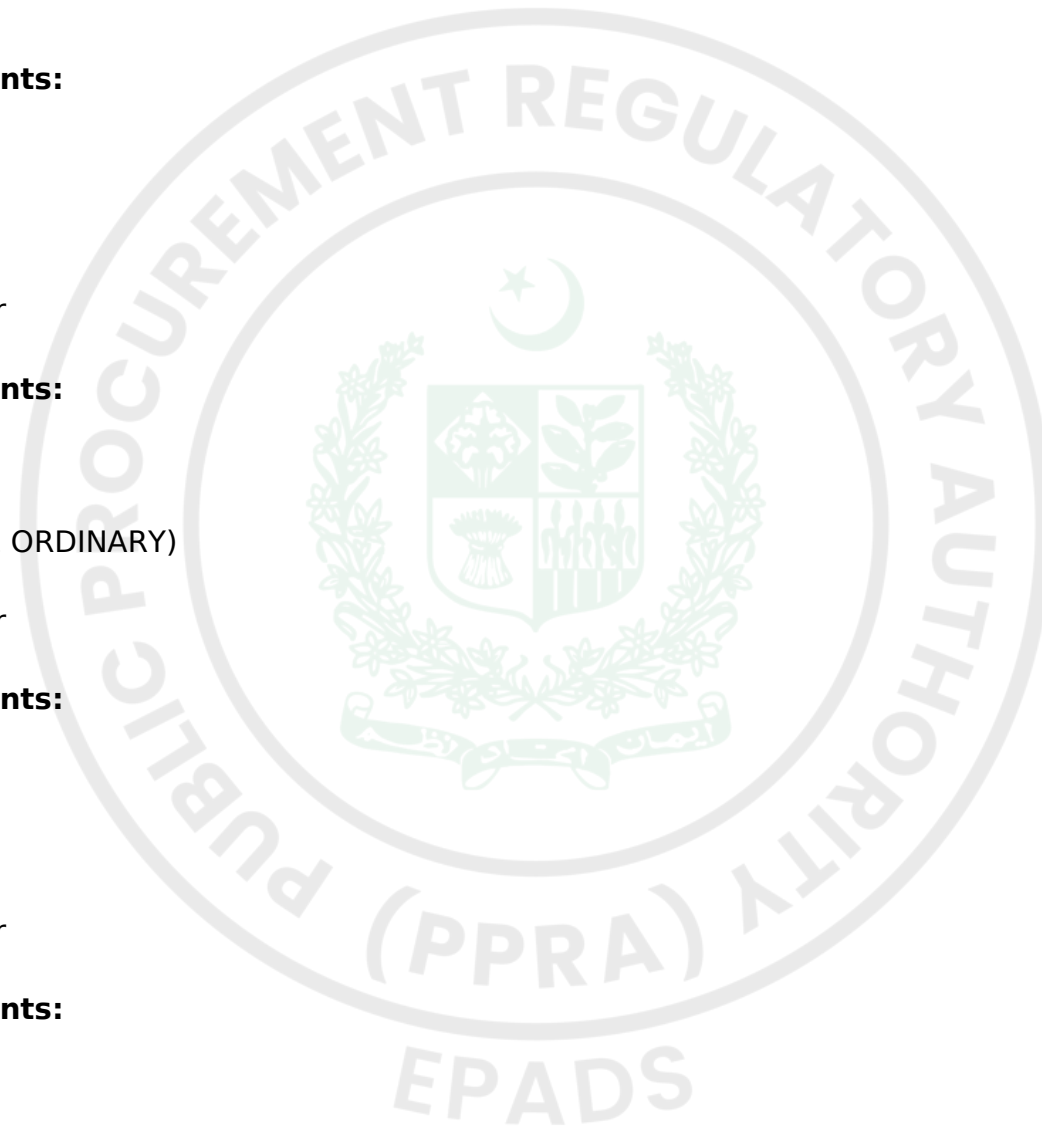 nts:
r
nts:
ORDINARY)
r
nts:
r
nts:
PUBLIC PROCUREMENT REGULATORY AUTHORITY
(PPRA)
EPADS